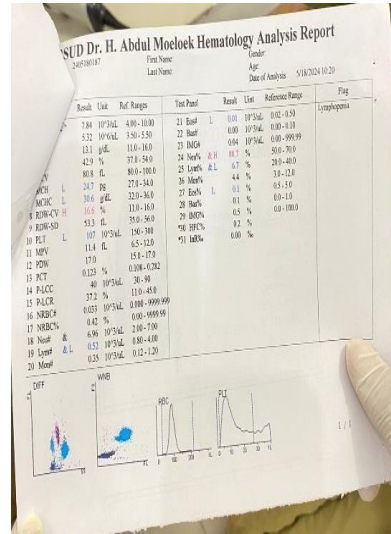 RSUD Dr. H. Abdul Moeloek Hematology Analysis Report
2405180187
First Name
Last Name
Gender
Age
Date of Analysis 5/18/2024 10:20
Result Unit Ref. Ranges
7.84 10^3/uL 4.00-10.00
5.32 10^6/uL 3.50-5.50
13.1 g/dL 11.0-16.0
42.9 % 37.0-54.0
80.8 fL 80.0-100.0
MCH L 24.7 pg 27.0-34.0
MCHC L 30.6 g/dL 32.0-36.0
8 RDW-CV H 16.6 % 11.0-16.0
9 RDW-SD 53.3 fL 35.0-56.0
10 PLT L 107 10^3/uL 150-300
11 MPV 11.4 fL 6.5-12.0
12 PDW 17.0 15.0-17.0
13 PCT 0.123 % 0.108-0.282
14 P-LCC 40 10^3/uL 30-90
15 P-LCR 37.2 % 11.0-45.0
16 NRBC# 0.033 10^3/uL 0.000-9999.999
17 NRBC% 0.42 % 0.00-9999.99
18 Neu# & 6.96 10^3/uL 2.00-7.00
19 Lym# & L 0.52 10^3/uL 0.80-4.00
20 Mon# 0.35 10^3/uL 0.12-1.20
Test Panel Result Unit Reference Range
21 Eos# L 0.01 10^3/uL 0.02-0.50
22 Bas# 0.00 10^3/uL 0.00-0.10
23 IMG# 0.04 10^3/uL 0.00-999.99
24 Neu% & H 88.7 % 50.0-70.0
25 Lym% & L 6.7 % 20.0-40.0
26 Mon% 4.4 % 3.0-12.0
27 Eos% L 0.1 % 0.5-5.0
28 Bas% 0.1 % 0.0-1.0
29 IMG% 0.5 % 0.0-100.0
*30 HFC% 0.2 %
*31 InR‰ 0.00 ‰
Flag
Lymphopenia
DIFF
WNB
RBC
PLT
1 / 1